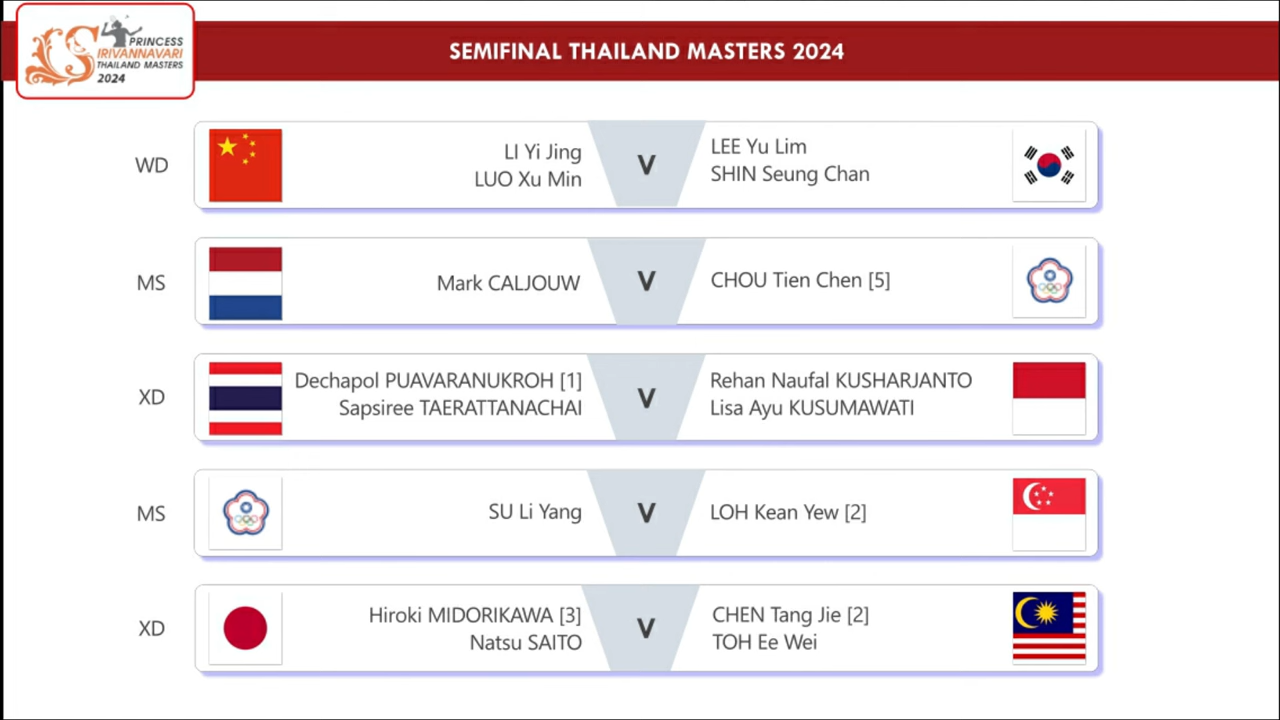 PRINCESS
SIRIVANNAVARI
THAILAND MASTERS
2024
SEMIFINAL THAILAND MASTERS 2024
WD
LI Yi Jing
LUO Xu Min
V
LEE Yu Lim
SHIN Seung Chan
MS
Mark CALJOUW
V
CHOU Tien Chen [5]
XD
Dechapol PUAVARANUKROH [1]
Sapsiree TAERATTANACHAI
V
Rehan Naufal KUSHARJANTO
Lisa Ayu KUSUMAWATI
MS
SU Li Yang
V
LOH Kean Yew [2]
XD
Hiroki MIDORIKAWA [3]
Natsu SAITO
V
CHEN Tang Jie [2]
TOH Ee Wei